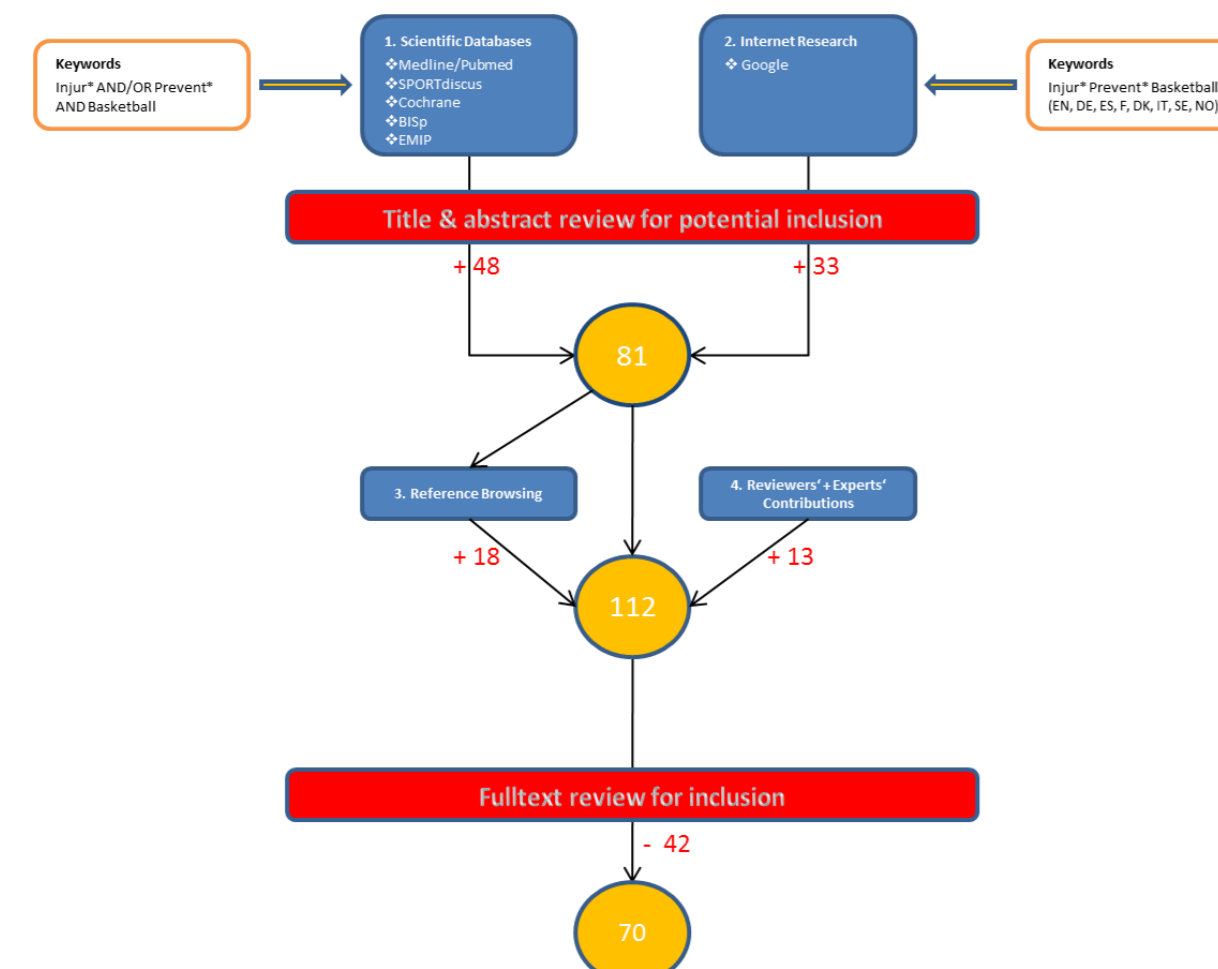 Keywords
Injur* AND/OR Prevent*
AND Basketball
1. Scientific Databases
❖Medline/Pubmed
❖SPORTdiscus
❖Cochrane
❖BISp
❖EMIP
2. Internet Research
❖ Google
Keywords
Injur* Prevent* Basketball
(EN, DE, ES, F, DK, IT, SE, NO)
Title & abstract review for potential inclusion
+ 48
+ 33
81
3. Reference Browsing
4. Reviewers‘ + Experts‘
Contributions
+ 18
+ 13
112
Fulltext review for inclusion
- 42
70